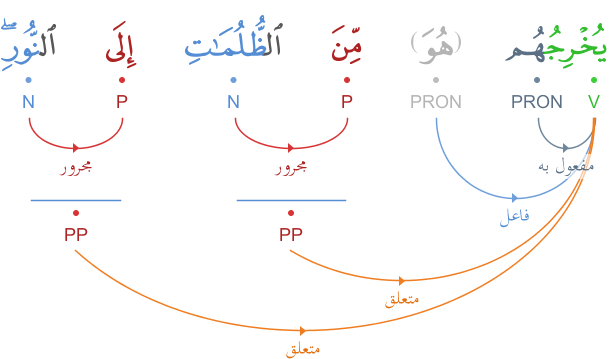 يُخْرِجُهُم (هُوَ) مِّنَ ٱلظُّلُمَـٰتِ إِلَى ٱلنُّورِ ۖ
V PRON PRON P N P N
مفعول به مجرور مجرور
فاعل
PP PP
متعلق
متعلق